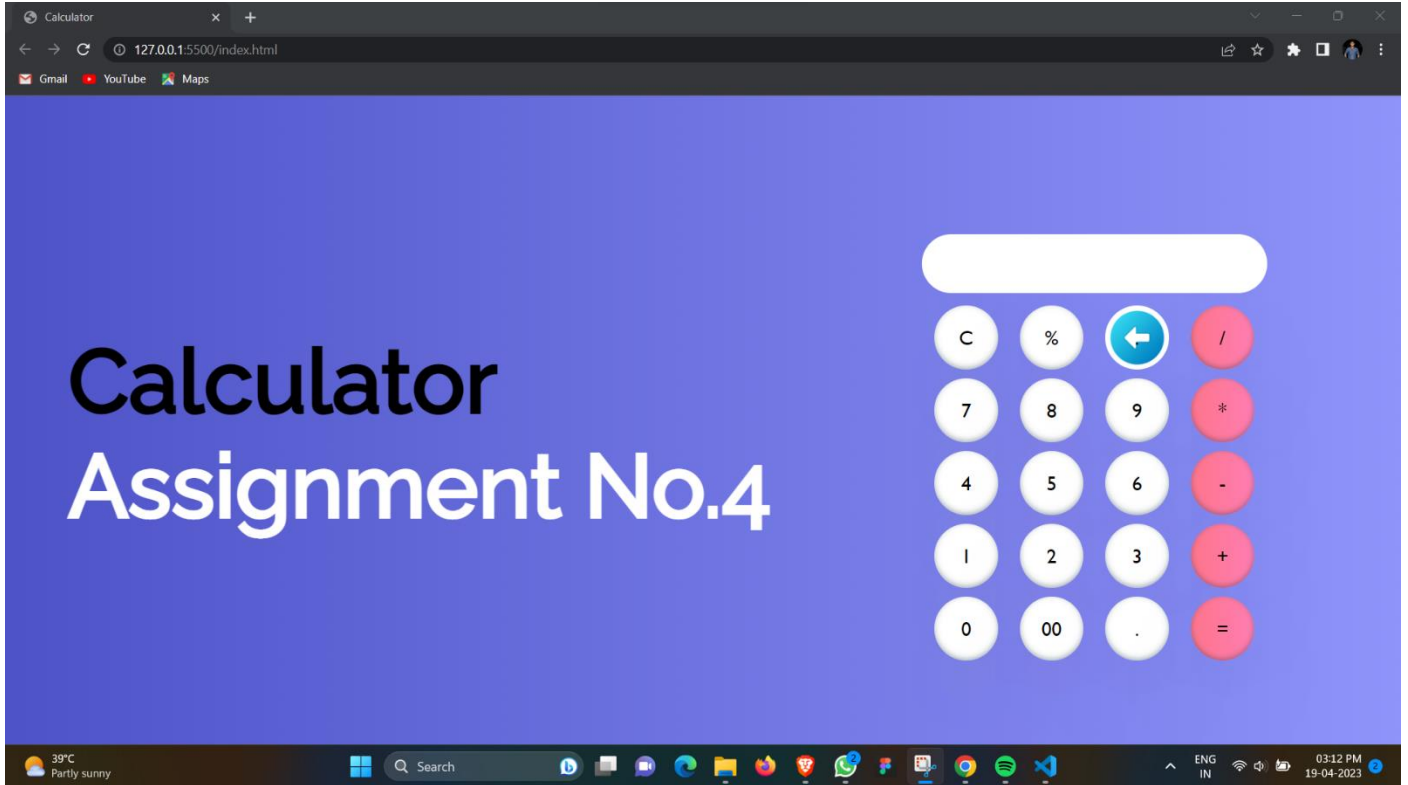 Calculator
127.0.0.1:5500/index.html
Gmail YouTube Maps
Calculator
Assignment No.4
C % /
7 8 9 *
4 5 6 -
1 2 3 +
0 00 . =
39°C
Partly sunny
Search
2
ENG
IN
03:12 PM
19-04-2023
2